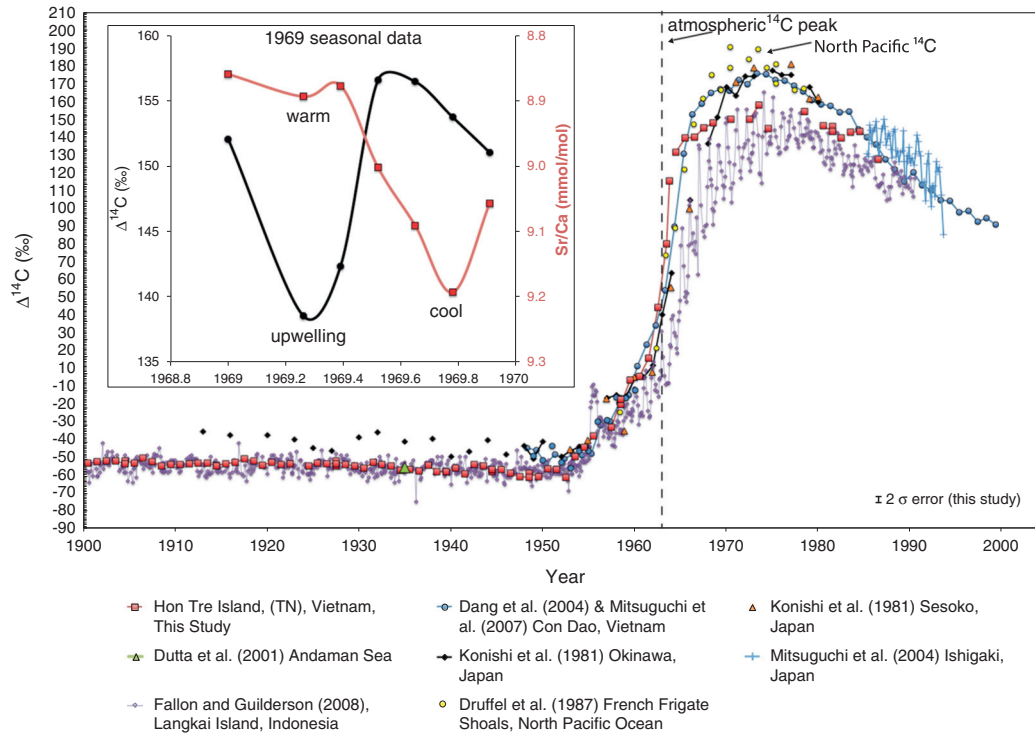 210
200
190
180
170
160
150
140
130
120
110
100
90
80
70
60
50
40
30
20
-10
-20
-30
-40
-50
-60
-70
-80
-90
Δ¹⁴C (‰)
1900 1910 1920 1930 1940 1950 1960 1970 1980 1990 2000
Year
1969 seasonal data
160
155
150
145
140
135
Δ¹⁴C (‰)
8.8
8.9
9.0
9.1
9.2
9.3
Sr/Ca (mmol/mol)
warm
upwelling
cool
1968.8 1969 1969.2 1969.4 1969.6 1969.8 1970
atmospheric ¹⁴C peak
North Pacific ¹⁴C
2 σ error (this study)
Hon Tre Island, (TN), Vietnam,
This Study
Dang et al. (2004) & Mitsuguchi et
al. (2007) Con Dao, Vietnam
Konishi et al. (1981) Sesoko,
Japan
Dutta et al. (2001) Andaman Sea
Konishi et al. (1981) Okinawa,
Japan
Mitsuguchi et al. (2004) Ishigaki,
Japan
Fallon and Guilderson (2008),
Langkai Island, Indonesia
Druffel et al. (1987) French Frigate
Shoals, North Pacific Ocean